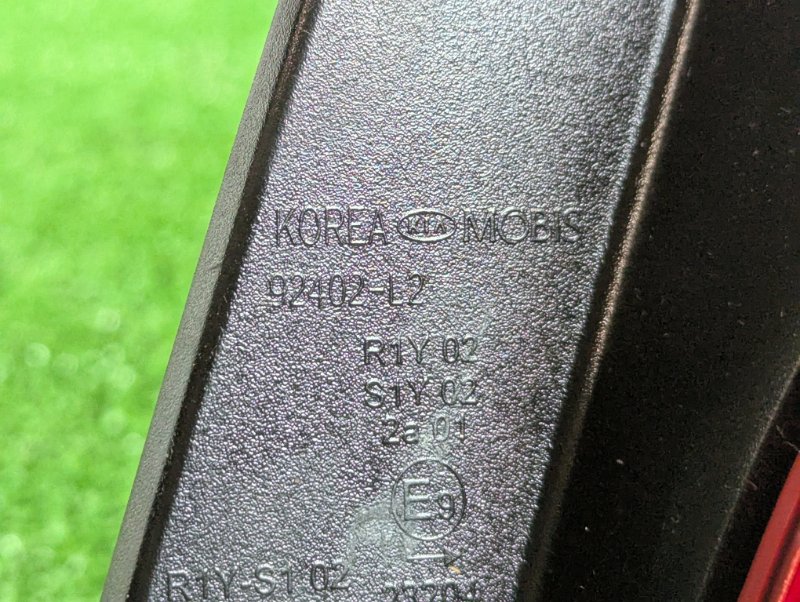 KOREA KIA MOBIS
92402-L2
R1Y 02
S1Y 02
2a 01
E9
R1Y-S1 02